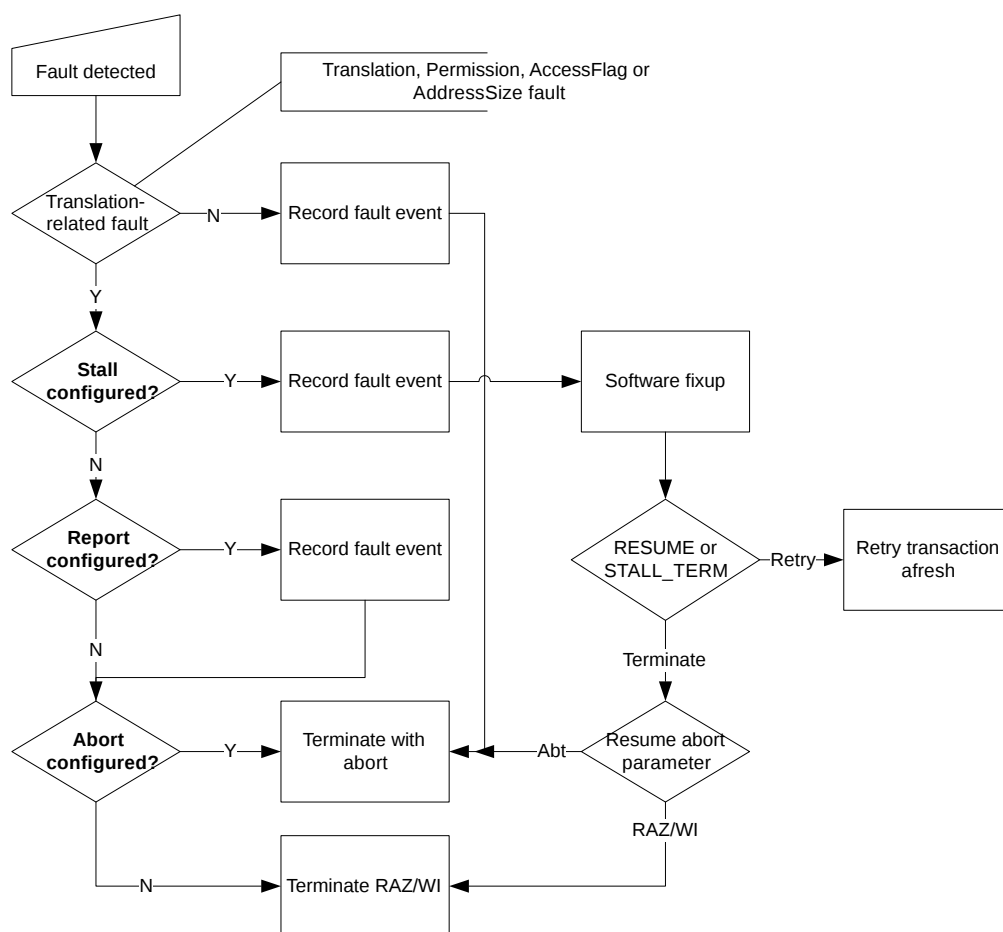 Fault detected
Translation, Permission, AccessFlag or
AddressSize fault
Translation-
related fault
N
Record fault event
Y
Stall
configured?
Y
Record fault event
Software fixup
N
Report
configured?
Y
Record fault event
RESUME or
STALL_TERM
Retry
Retry transaction
afresh
N
Terminate
Abort
configured?
Y
Terminate with
abort
Abt
Resume abort
parameter
RAZ/WI
N
Terminate RAZ/WI